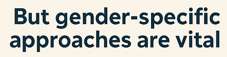 But gender-specific
approaches are vital